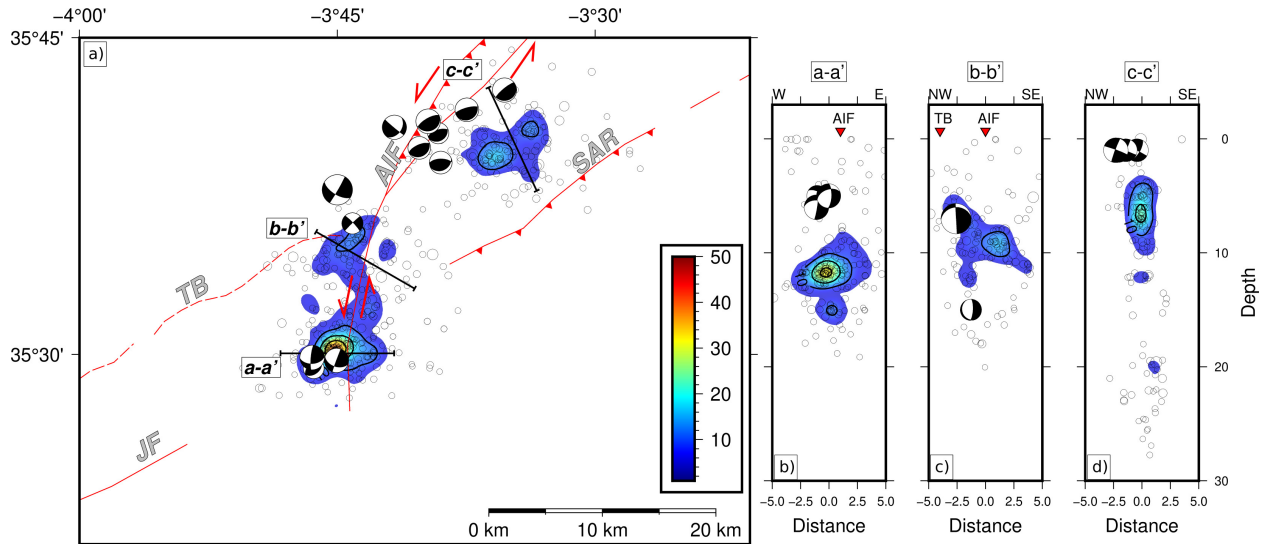 −4°00' −3°45' −3°30'
35°45'
35°30'
a)
c-c’
AIF
SAR
b-b’
TB
a-a’
JF
50
40
30
20
10
0 km 10 km 20 km
a-a’
W E
AIF
10
b)
−5.0 −2.5 0.0 2.5 5.0
Distance
b-b’
NW SE
TB AIF
c)
−5.0 −2.5 0.0 2.5 5.0
Distance
c-c’
NW SE
10
d)
−5.0 −2.5 0.0 2.5 5.0
Distance
0
10
20
30
Depth